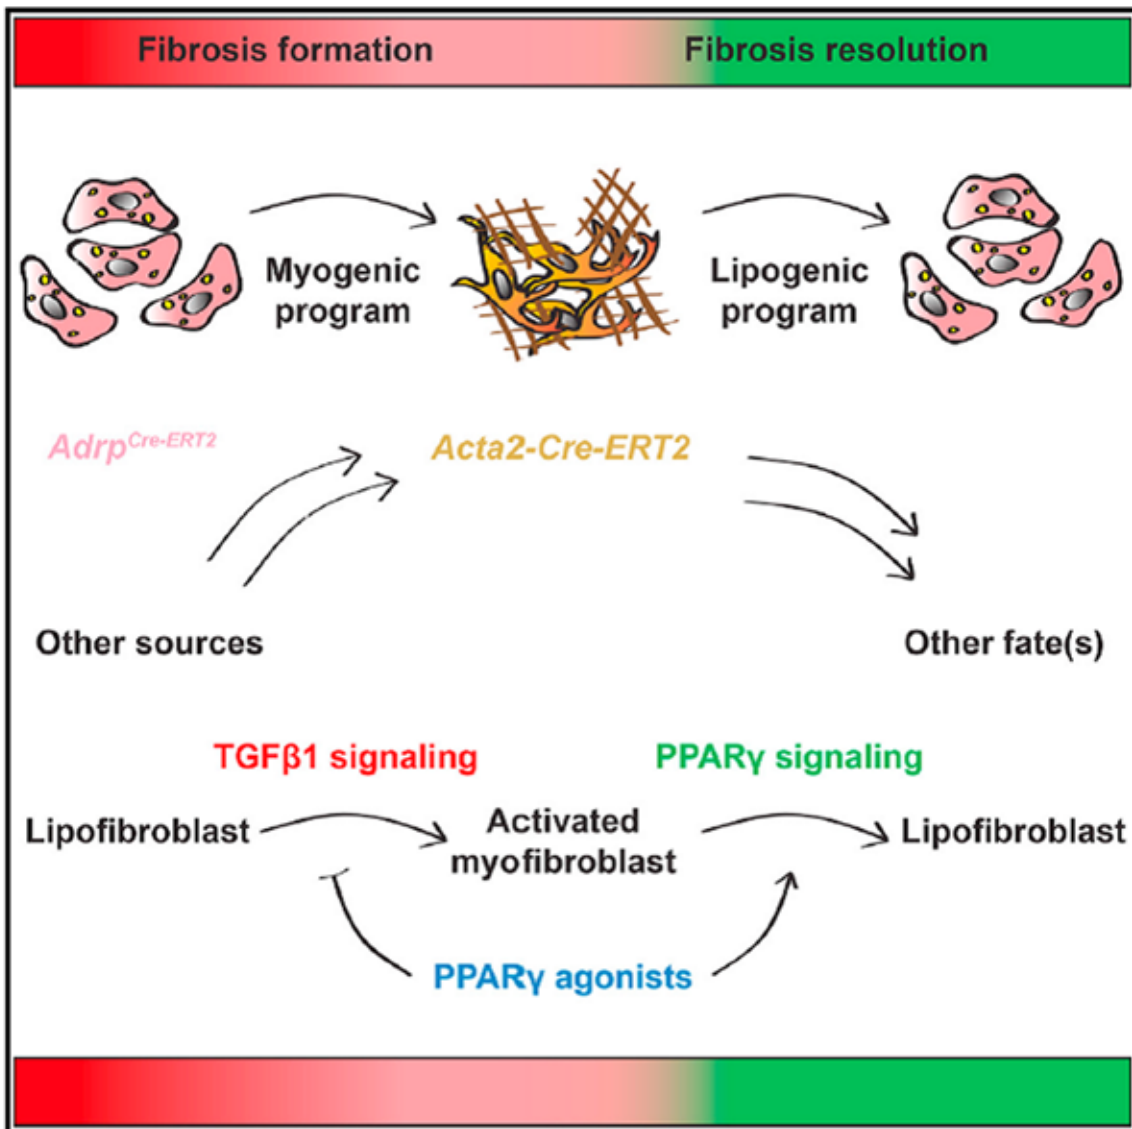 Fibrosis formation
Fibrosis resolution
Myogenic
program
Lipogenic
program
Adrp^Cre-ERT2
Acta2-Cre-ERT2
Other sources
Other fate(s)
TGFβ1 signaling
PPARγ signaling
Lipofibroblast
Activated
myofibroblast
Lipofibroblast
PPARγ agonists